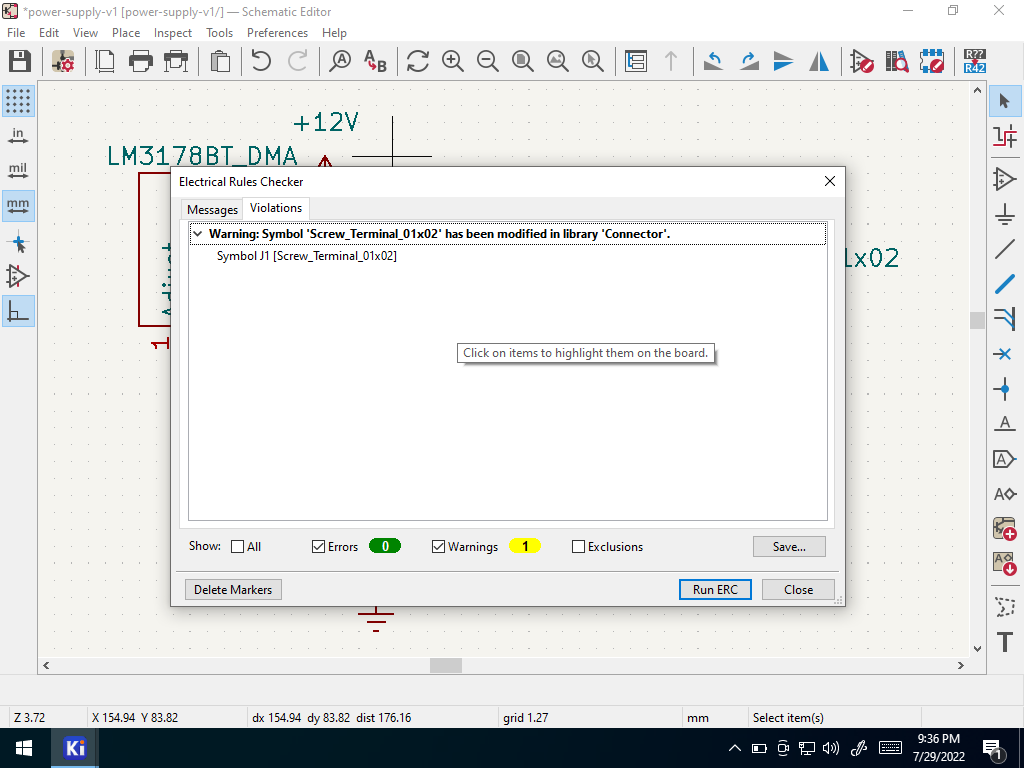 *power-supply-v1 [power-supply-v1/] — Schematic Editor
File Edit View Place Inspect Tools Preferences Help
R??
R42
in
mil
mm
+12V
LM3178BT_DMA
1x02
Electrical Rules Checker
Messages Violations
Warning: Symbol 'Screw_Terminal_01x02' has been modified in library 'Connector'.
Symbol J1 [Screw_Terminal_01x02]
Click on items to highlight them on the board.
Show: All Errors 0 Warnings 1 Exclusions Save...
Delete Markers Run ERC Close
Z 3.72 X 154.94 Y 83.82 dx 154.94 dy 83.82 dist 176.16 grid 1.27 mm Select item(s)
Ki
9:36 PM
7/29/2022
1